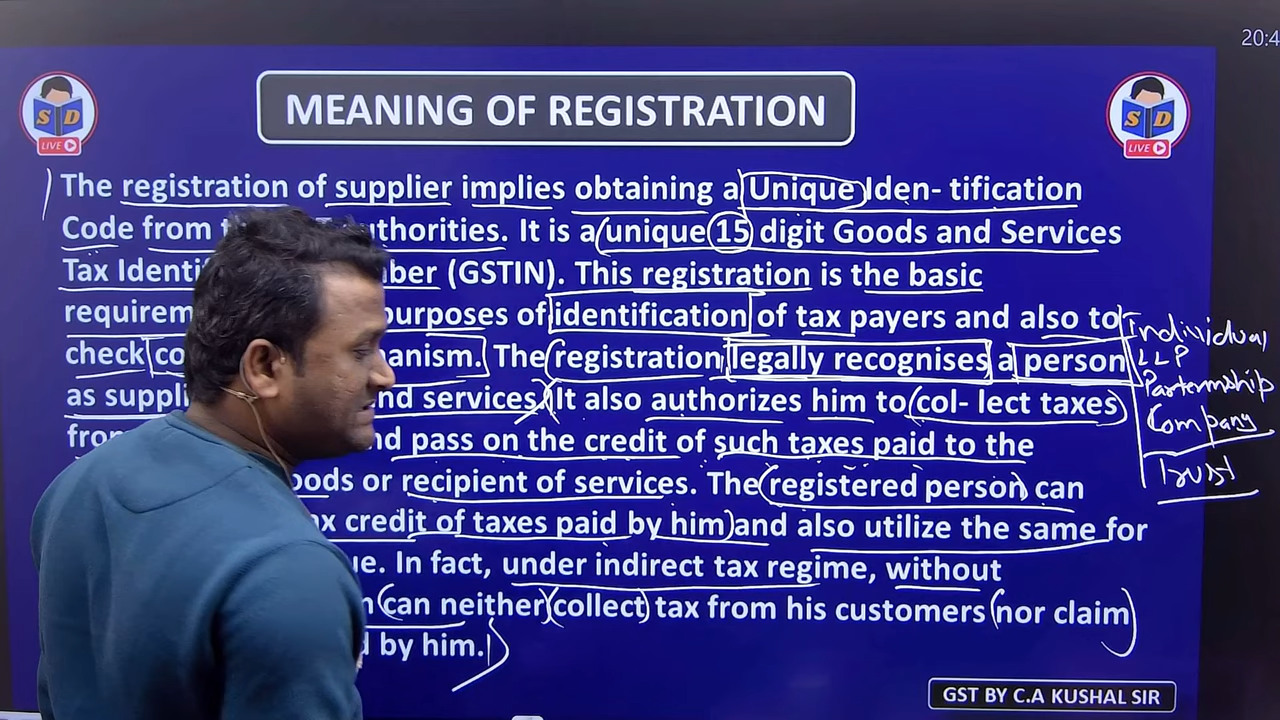 20:4
S D
LIVE
MEANING OF REGISTRATION
S D
LIVE
The registration of supplier implies obtaining a Unique Iden- tification
Code from authorities. It is a unique 15 digit Goods and Services
Tax Identif ber (GSTIN). This registration is the basic
requirem purposes of identification of tax payers and also to
check co anism. The registration legally recognises a person
as suppli nd services. It also authorizes him to col- lect taxes
from nd pass on the credit of such taxes paid to the
oods or recipient of services. The registered person can
ax credit of taxes paid by him and also utilize the same for
ue. In fact, under indirect tax regime, without
n can neither collect tax from his customers nor claim
d by him.
Individual
LLP
Parternship
Company
Trust
GST BY C.A KUSHAL SIR